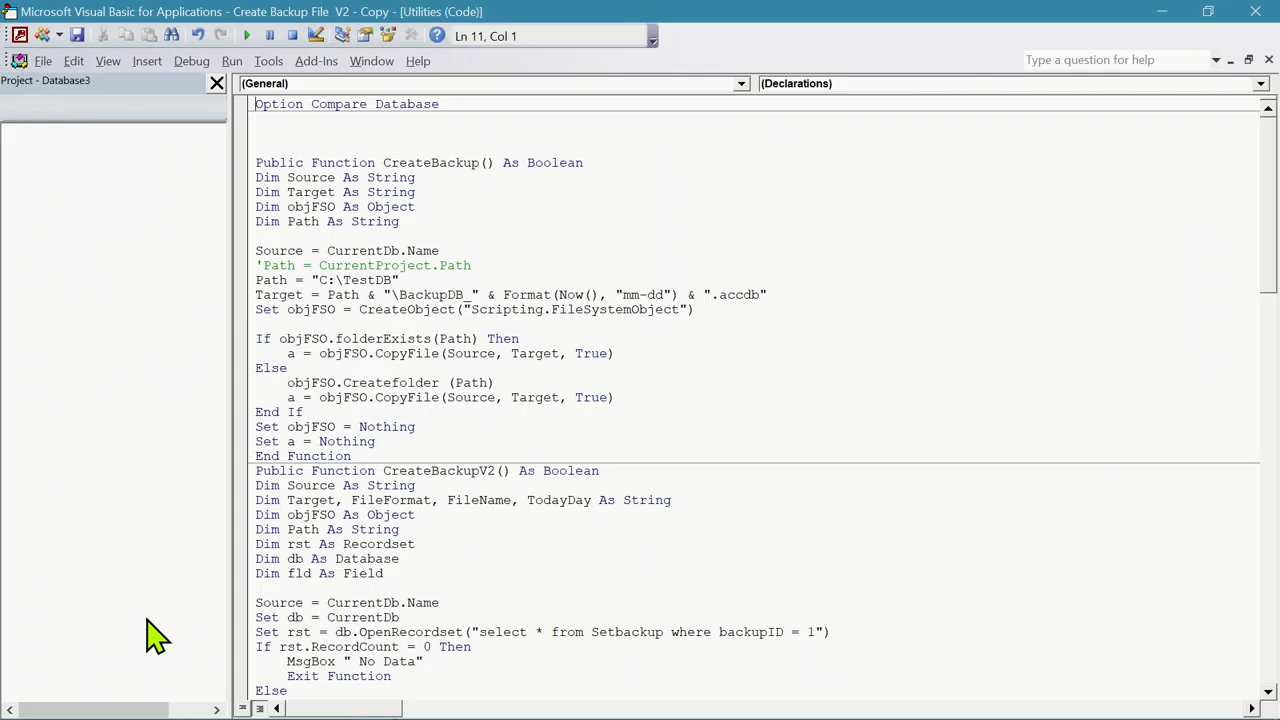 Microsoft Visual Basic for Applications - Create Backup File  V2 - Copy - [Utilities (Code)]
Ln 11, Col 1
File Edit View Insert Format Debug Run Tools Add-Ins Window Help
Type a question for help
Project - Database3
(General)
(Declarations)
Option Compare Database
Public Function CreateBackup() As Boolean
Dim Source As String
Dim Target As String
Dim objFSO As Object
Dim Path As String
Source = CurrentDb.Name
'Path = CurrentProject.Path
Path = "C:\TestDB"
Target = Path & "\BackupDB_" & Format(Now(), "mm-dd") & ".accdb"
Set objFSO = CreateObject("Scripting.FileSystemObject")
If objFSO.folderExists(Path) Then
    a = objFSO.CopyFile(Source, Target, True)
Else
    objFSO.Createfolder (Path)
    a = objFSO.CopyFile(Source, Target, True)
End If
Set objFSO = Nothing
Set a = Nothing
End Function
Public Function CreateBackupV2() As Boolean
Dim Source As String
Dim Target, FileFormat, FileName, TodayDay As String
Dim objFSO As Object
Dim Path As String
Dim rst As Recordset
Dim db As Database
Dim fld As Field
Source = CurrentDb.Name
Set db = CurrentDb
Set rst = db.OpenRecordset("select * from Setbackup where backupID = 1")
If rst.RecordCount = 0 Then
    MsgBox " No Data"
    Exit Function
Else